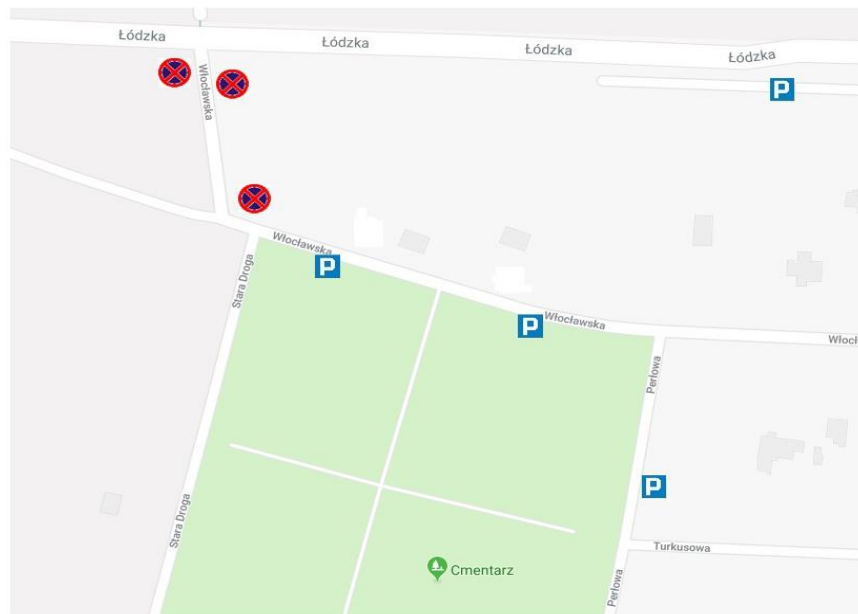 Łódzka
Łódzka
Łódzka
Łódzka
Włocławska
P
Włocławska
P
Stara Droga
P
Włocławska
Włocł
Perłowa
P
Stara Droga
Turkusowa
Cmentarz
Perłowa